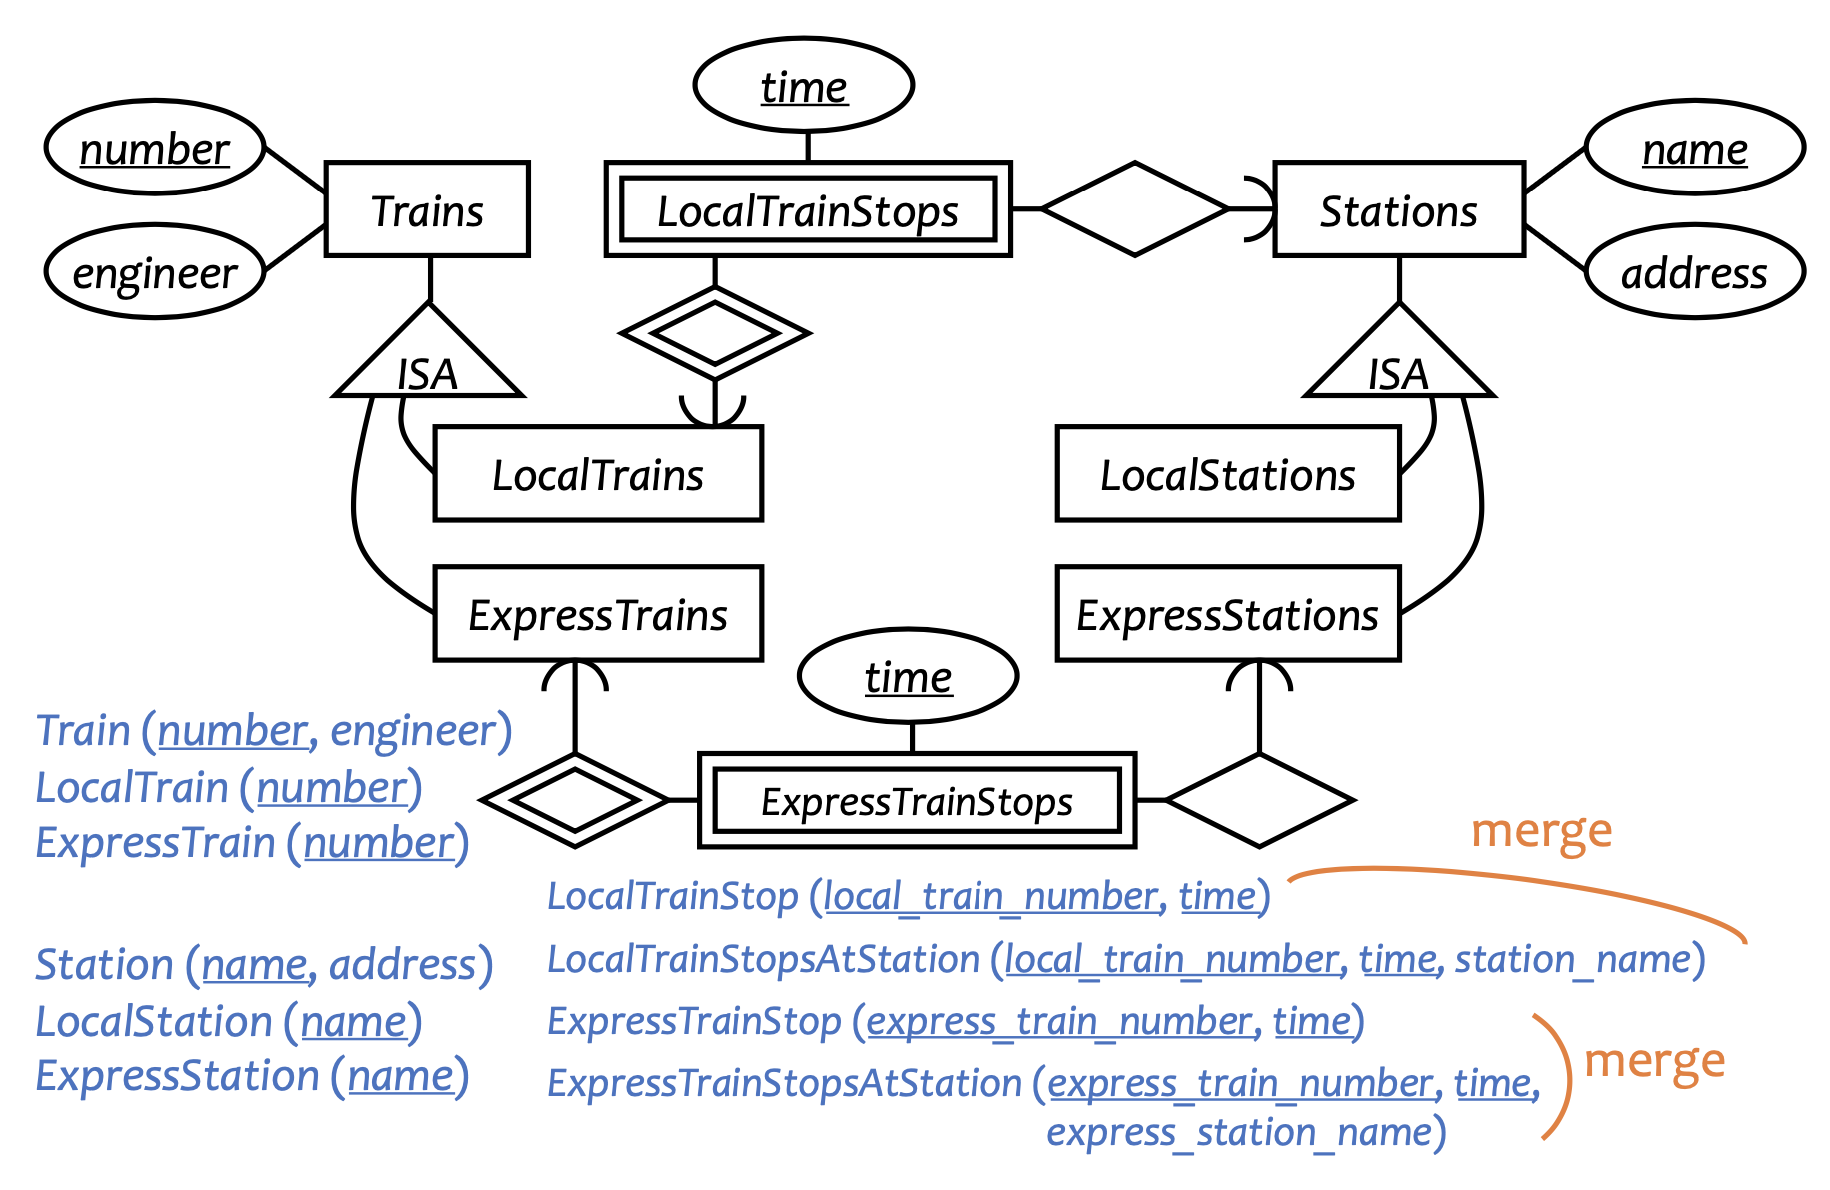 time
number
name
Trains
LocalTrainStops
Stations
engineer
address
ISA
ISA
LocalTrains
LocalStations
ExpressTrains
ExpressStations
time
ExpressTrainStops
Train (number, engineer)
LocalTrain (number)
ExpressTrain (number)
Station (name, address)
LocalStation (name)
ExpressStation (name)
merge
LocalTrainStop (local_train_number, time)
LocalTrainStopsAtStation (local_train_number, time, station_name)
ExpressTrainStop (express_train_number, time)
merge
ExpressTrainStopsAtStation (express_train_number, time,
express_station_name)